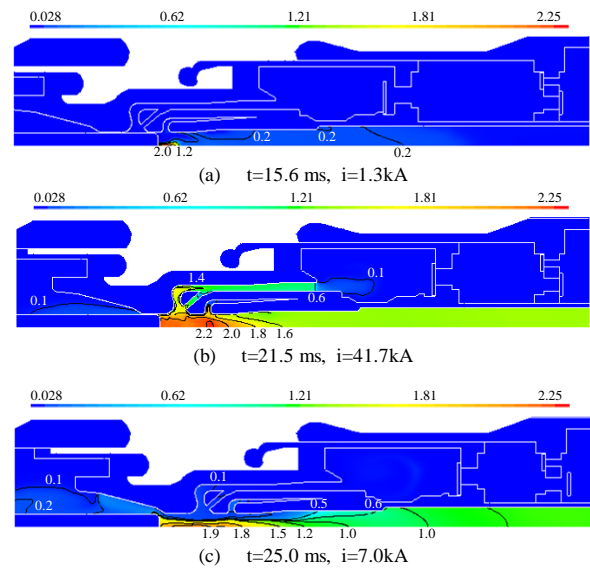 0.028 0.62 1.21 1.81 2.25
0.2
0.2
2.0 1.2 0.2
(a) t=15.6 ms, i=1.3kA
0.028 0.62 1.21 1.81 2.25
1.4 0.1
0.1 0.6
2.2 2.0 1.8 1.6
(b) t=21.5 ms, i=41.7kA
0.028 0.62 1.21 1.81 2.25
0.1 0.1
0.2 0.5 0.6
1.9 1.8 1.5 1.2 1.0 1.0
(c) t=25.0 ms, i=7.0kA